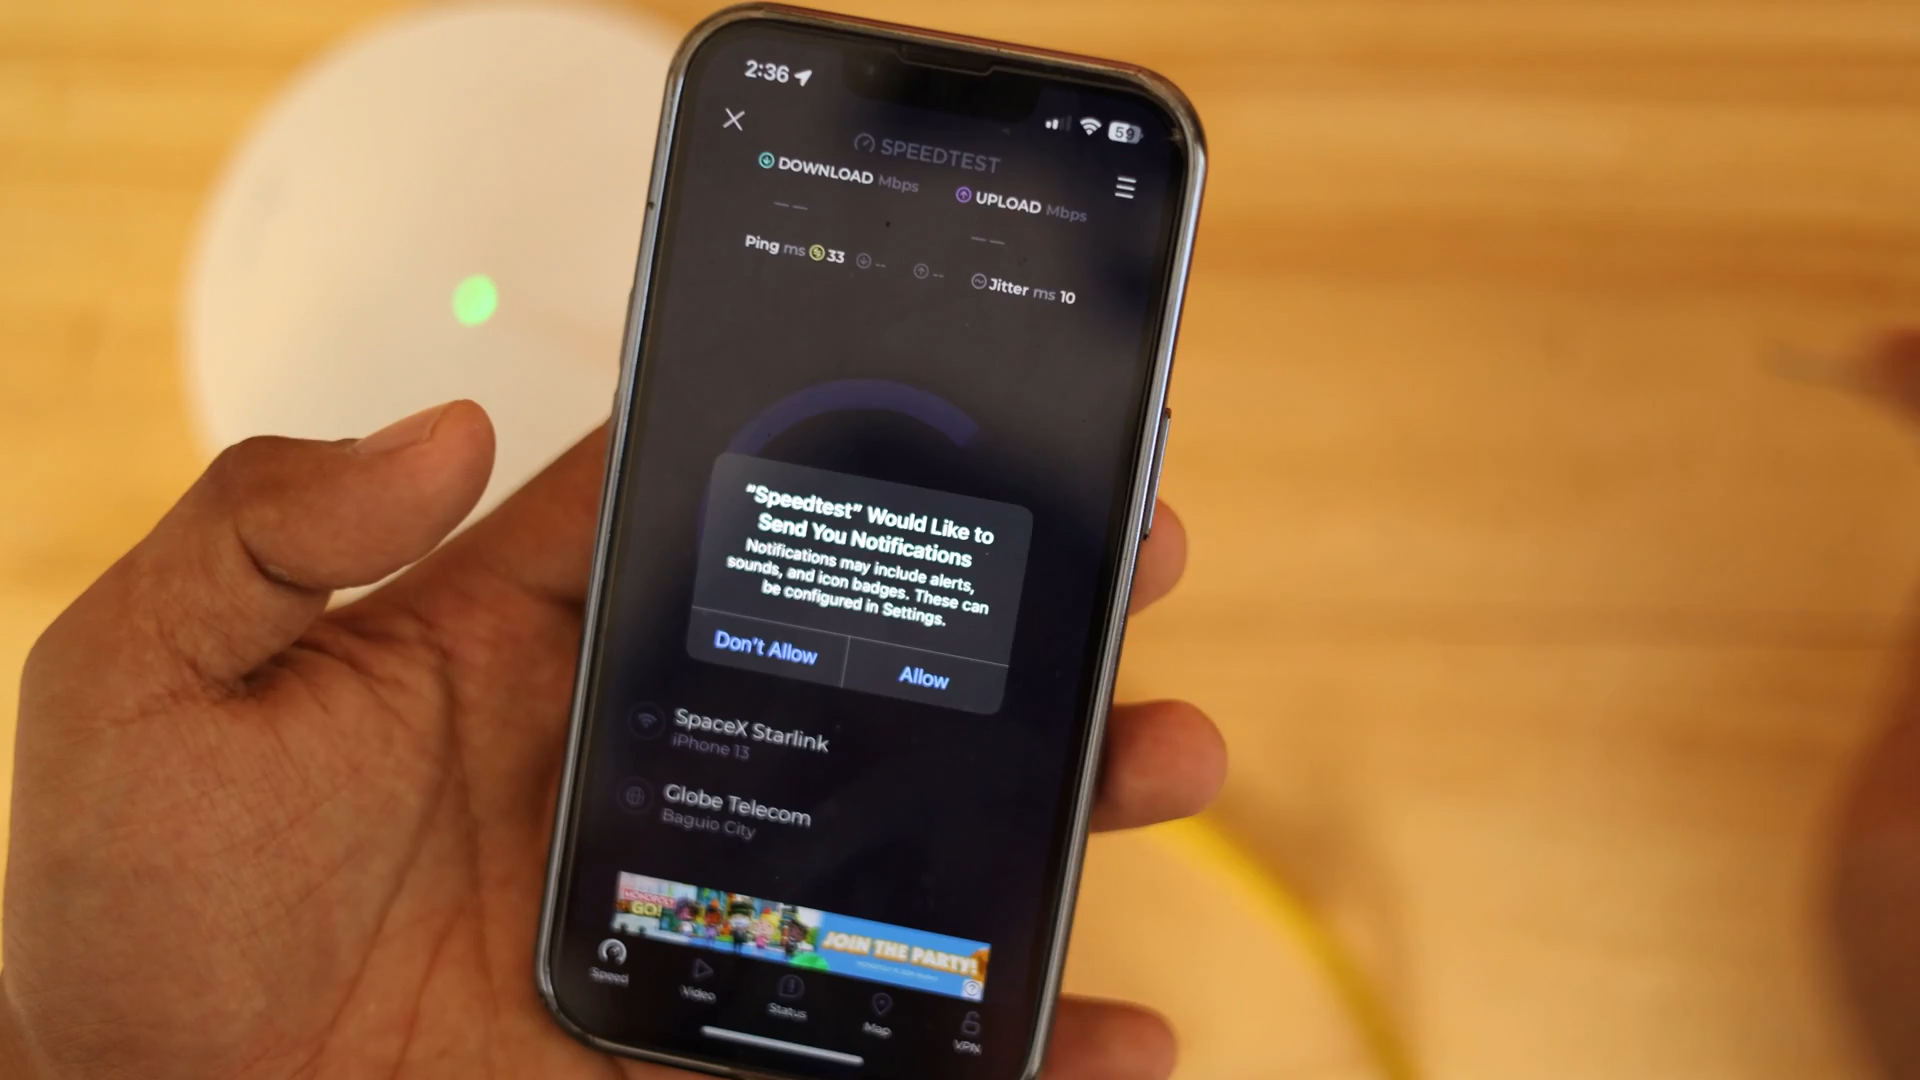 2:36
59
SPEEDTEST
DOWNLOAD Mbps
UPLOAD Mbps
— —
— —
Ping ms 33 -- --
Jitter ms 10
"Speedtest" Would Like to
Send You Notifications
Notifications may include alerts,
sounds, and icon badges. These can
be configured in Settings.
Don't Allow
Allow
SpaceX Starlink
iPhone 13
Globe Telecom
Baguio City
MONOPOLY
GO!
JOIN THE PARTY!
Speed
Video
Status
Map
VPN